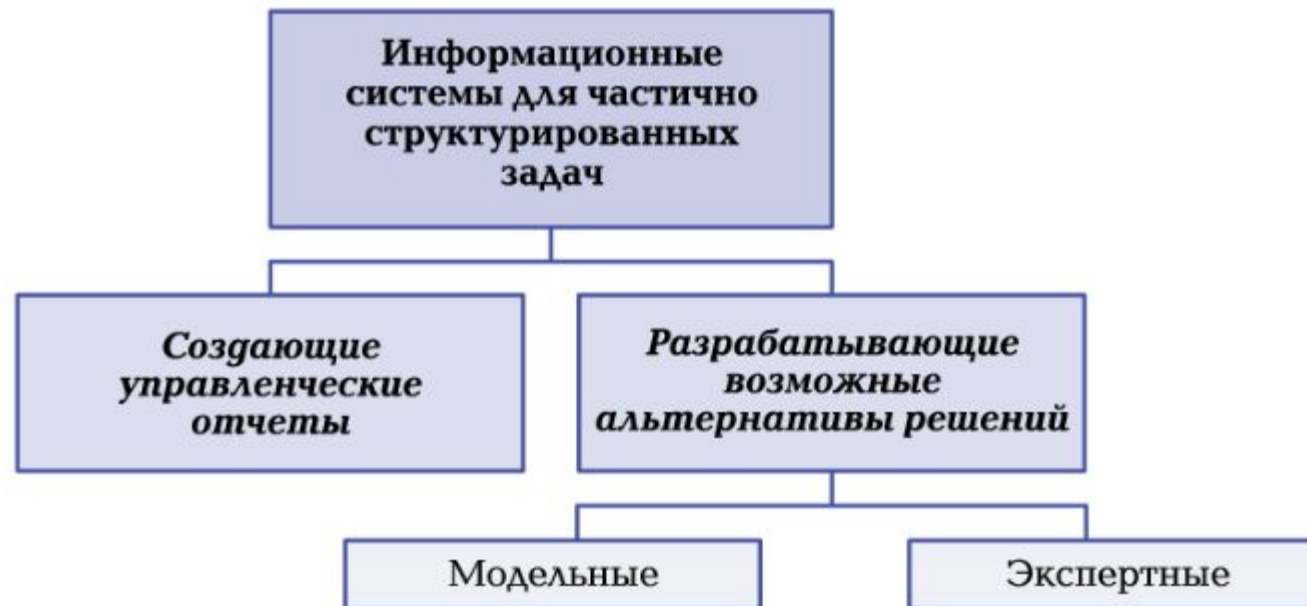 Информационные
системы для частично
структурированных
задач
Создающие
управленческие
отчеты
Разрабатывающие
возможные
альтернативы решений
Модельные
Экспертные